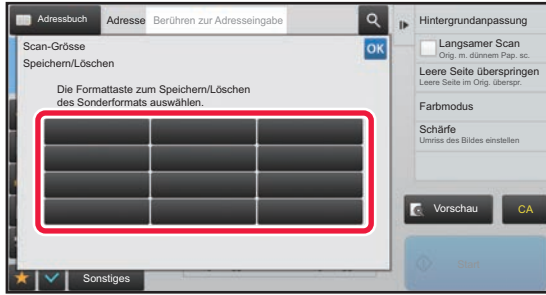 Adressbuch
Adresse
Berühren zur Adresseingabe
Scan-Grösse
OK
Speichern/Löschen
Die Formattaste zum Speichern/Löschen
des Sonderformats auswählen.
Sonstiges
Hintergrundanpassung
Langsamer Scan
Orig. m. dünnem Pap. sc.
Leere Seite überspringen
Leere Seite im Orig. überspr.
Farbmodus
Schärfe
Umriss des Bildes einstellen
Vorschau
CA